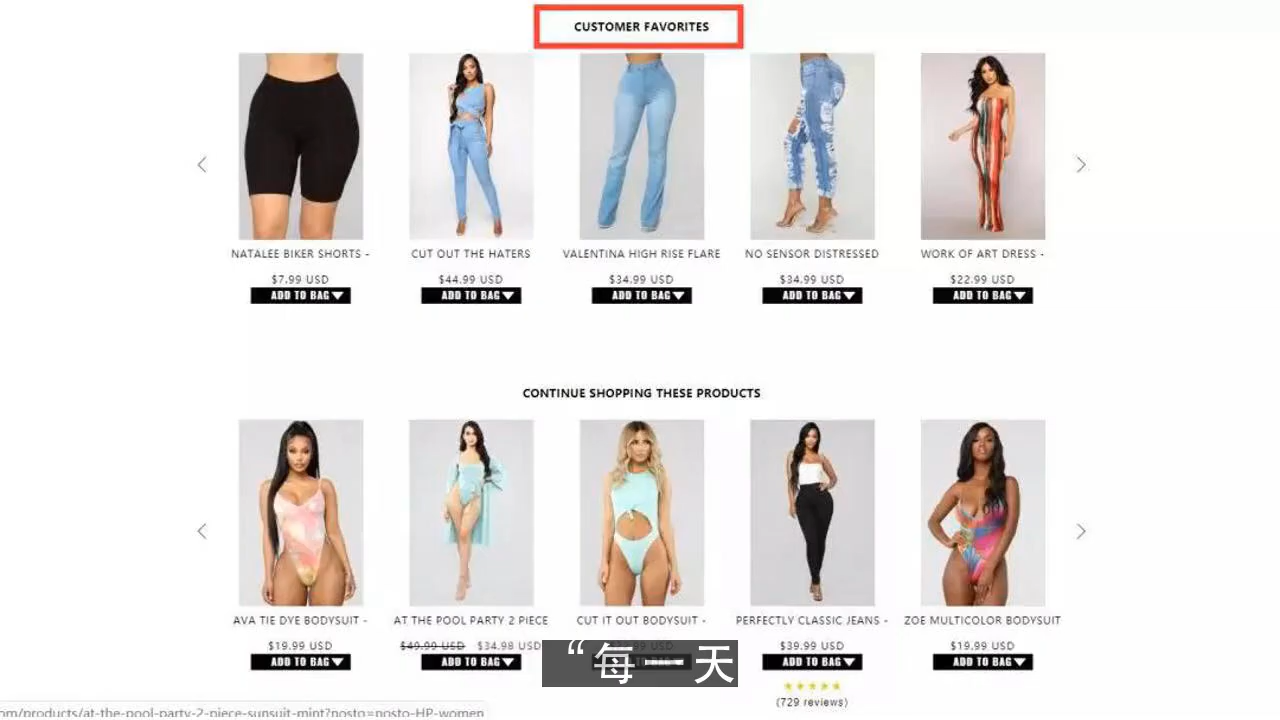 CUSTOMER FAVORITES
NATALEE BIKER SHORTS -
CUT OUT THE HATERS
VALENTINA HIGH RISE FLARE
NO SENSOR DISTRESSED
WORK OF ART DRESS -
$7.99 USD
$44.99 USD
$34.99 USD
$34.99 USD
$22.99 USD
ADD TO BAG
ADD TO BAG
ADD TO BAG
ADD TO BAG
ADD TO BAG
CONTINUE SHOPPING THESE PRODUCTS
AVA TIE DYE BODYSUIT -
AT THE POOL PARTY 2 PIECE
CUT IT OUT BODYSUIT -
PERFECTLY CLASSIC JEANS -
ZOE MULTICOLOR BODYSUIT
$19.99 USD
$49.99 USD $34.98 USD
$39.99 USD
$19.99 USD
ADD TO BAG
ADD TO BAG
ADD TO BAG
ADD TO BAG
“每一天
(729 reviews)
om/products/at-the-pool-party-2-piece-sunsuit-mint?nosto=nosto-HP-women